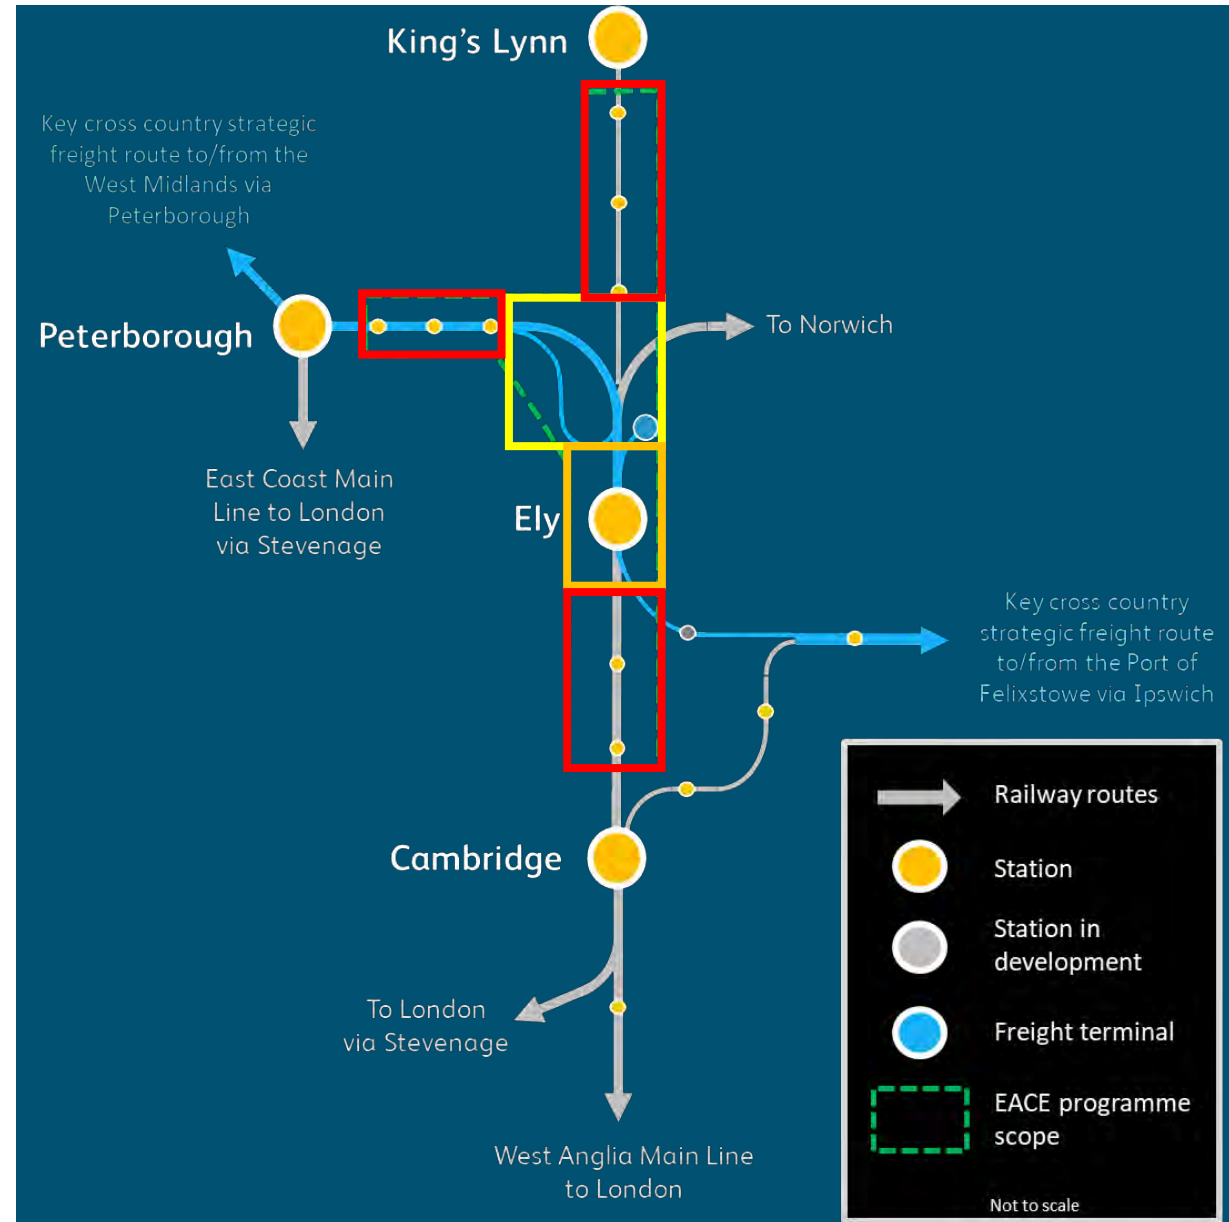 King's Lynn
Key cross country strategic
freight route to/from the
West Midlands via
Peterborough
To Norwich
Peterborough
East Coast Main
Line to London
via Stevenage
Ely
Key cross country
strategic freight route
to/from the Port of
Felixstowe via Ipswich
Cambridge
To London
via Stevenage
West Anglia Main Line
to London
Railway routes
Station
Station in
development
Freight terminal
EACE programme
scope
Not to scale